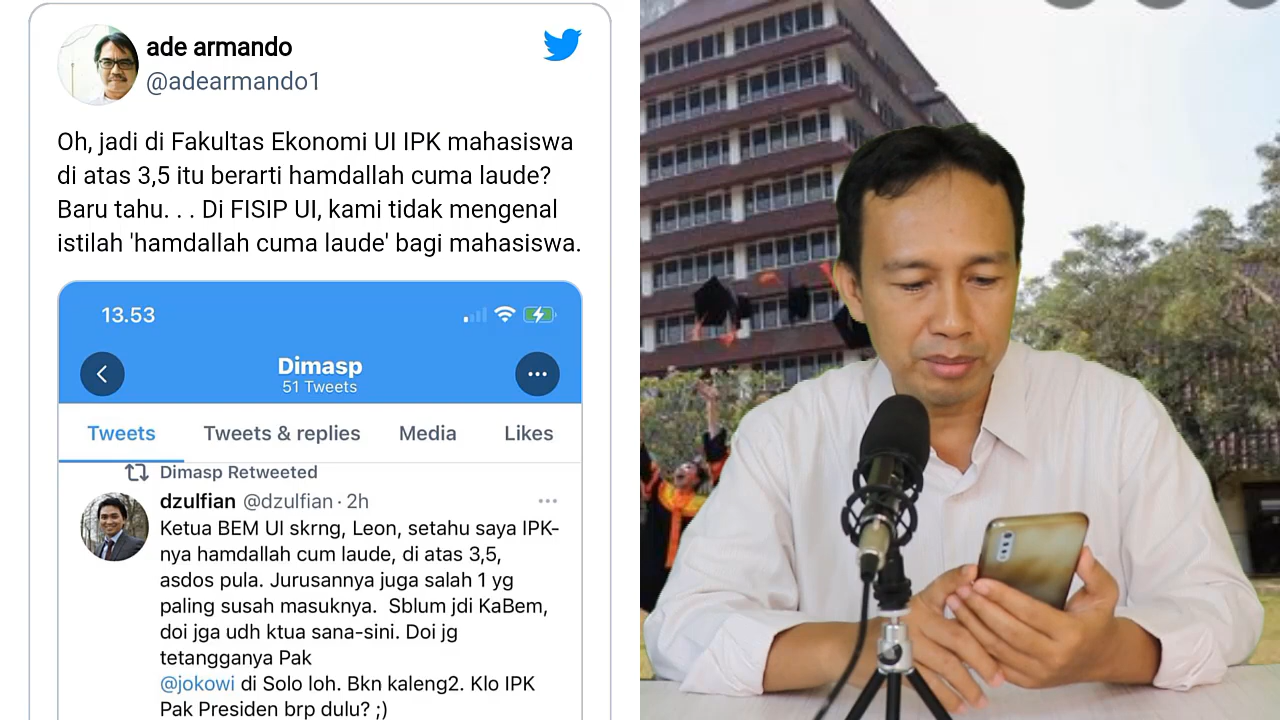 ade armando
@adearmando1
Oh, jadi di Fakultas Ekonomi UI IPK mahasiswa
di atas 3,5 itu berarti hamdallah cuma laude?
Baru tahu. . . Di FISIP UI, kami tidak mengenal
istilah 'hamdallah cuma laude' bagi mahasiswa.
13.53
Dimasp
51 Tweets
Tweets Tweets & replies Media Likes
Dimasp Retweeted
dzulfian @dzulfian · 2h
Ketua BEM UI skrng, Leon, setahu saya IPK-
nya hamdallah cum laude, di atas 3,5,
asdos pula. Jurusannya juga salah 1 yg
paling susah masuknya. Sblum jdi KaBem,
doi jga udh ktua sana-sini. Doi jg
tetangganya Pak
@jokowi di Solo loh. Bkn kaleng2. Klo IPK
Pak Presiden brp dulu? ;)